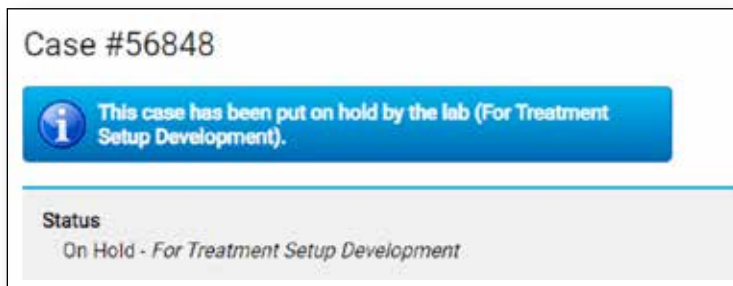 Case #56848
This case has been put on hold by the lab (For Treatment
Setup Development).
Status
On Hold - For Treatment Setup Development